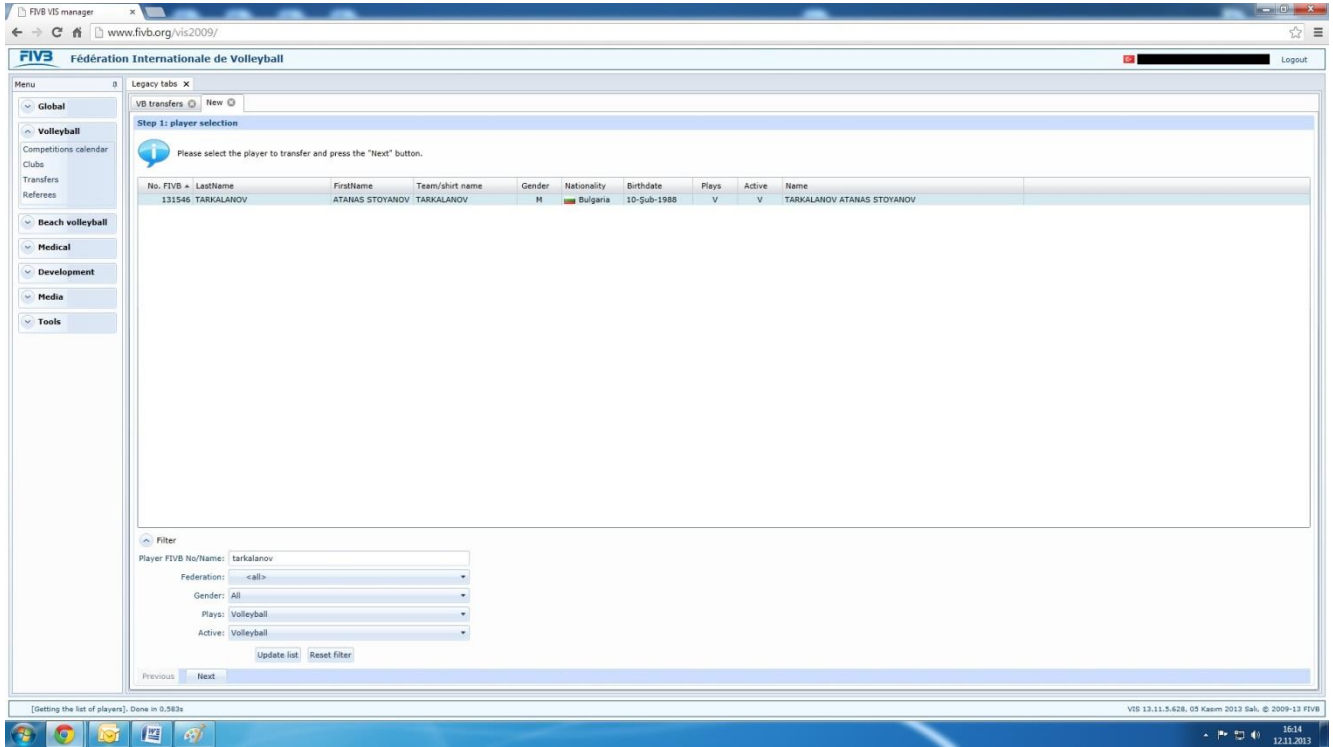 FIVB VIS manager
www.fivb.org/vis2009/
FIVB Fédération Internationale de Volleyball
Logout
Menu
Global
Volleyball
Competitions calendar
Clubs
Transfers
Referees
Beach volleyball
Medical
Development
Media
Tools
Legacy tabs
VB transfers New
Step 1: player selection
Please select the player to transfer and press the "Next" button.
No. FIVB LastName FirstName Team/shirt name Gender Nationality Birthdate Plays Active Name
131546 TARKALANOV ATANAS STOYANOV TARKALANOV M Bulgaria 10-Şub-1988 V V TARKALANOV ATANAS STOYANOV
Filter
Player FIVB No/Name: tarkalanov
Federation: <all>
Gender: All
Plays: Volleyball
Active: Volleyball
Update list Reset filter
Previous Next
[Getting the list of players]. Done in 0.583s
VIS 13.11.5.628, 05 Kasım 2013 Salı, © 2009-13 FIVB
16:14
12.11.2013